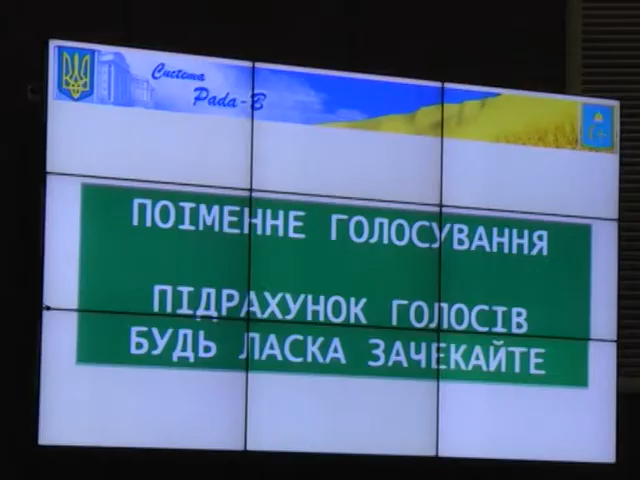 Система
Рада-В
ПОІМЕННЕ ГОЛОСУВАННЯ
ПІДРАХУНОК ГОЛОСІВ
БУДЬ ЛАСКА ЗАЧЕКАЙТЕ